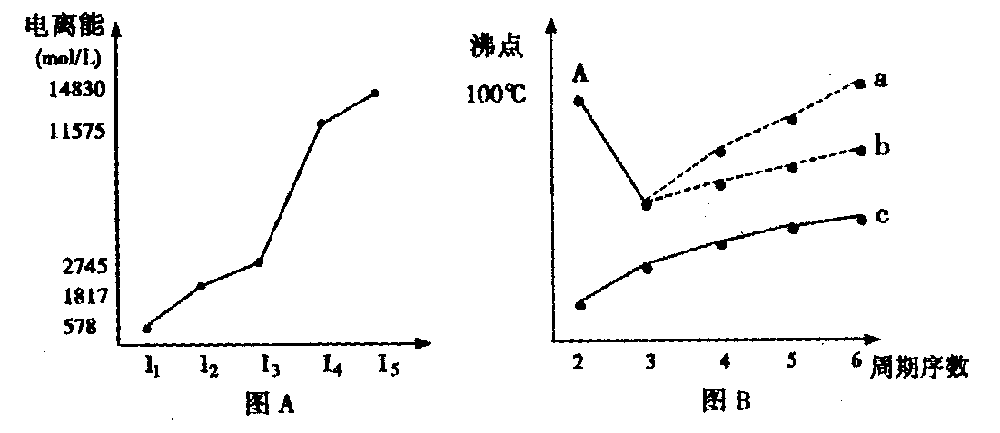 电离能
(mol/L)
14830
11575
2745
1817
578
I₁ I₂ I₃ I₄ I₅
图 A
沸点
100℃
A
a
b
c
2 3 4 5 6 周期序数
图 B